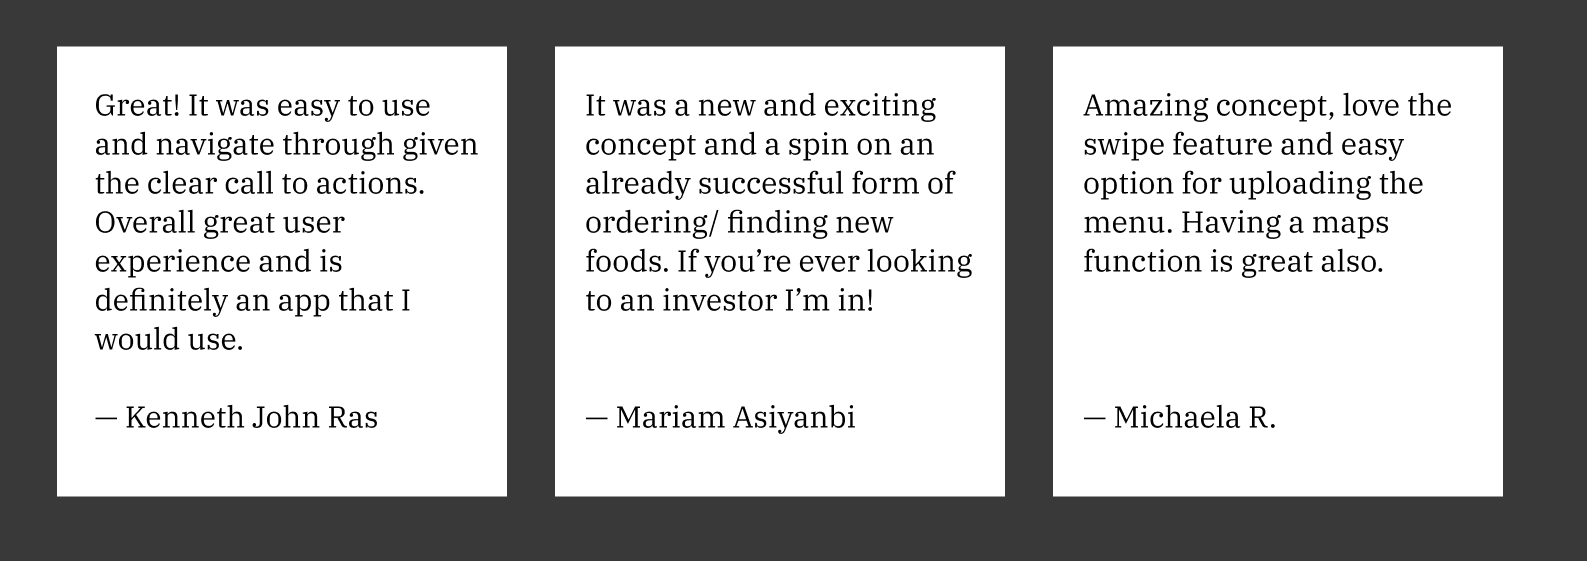 Great! It was easy to use
and navigate through given
the clear call to actions.
Overall great user
experience and is
definitely an app that I
would use.
— Kenneth John Ras
It was a new and exciting
concept and a spin on an
already successful form of
ordering/ finding new
foods. If you’re ever looking
to an investor I’m in!
— Mariam Asiyanbi
Amazing concept, love the
swipe feature and easy
option for uploading the
menu. Having a maps
function is great also.
— Michaela R.